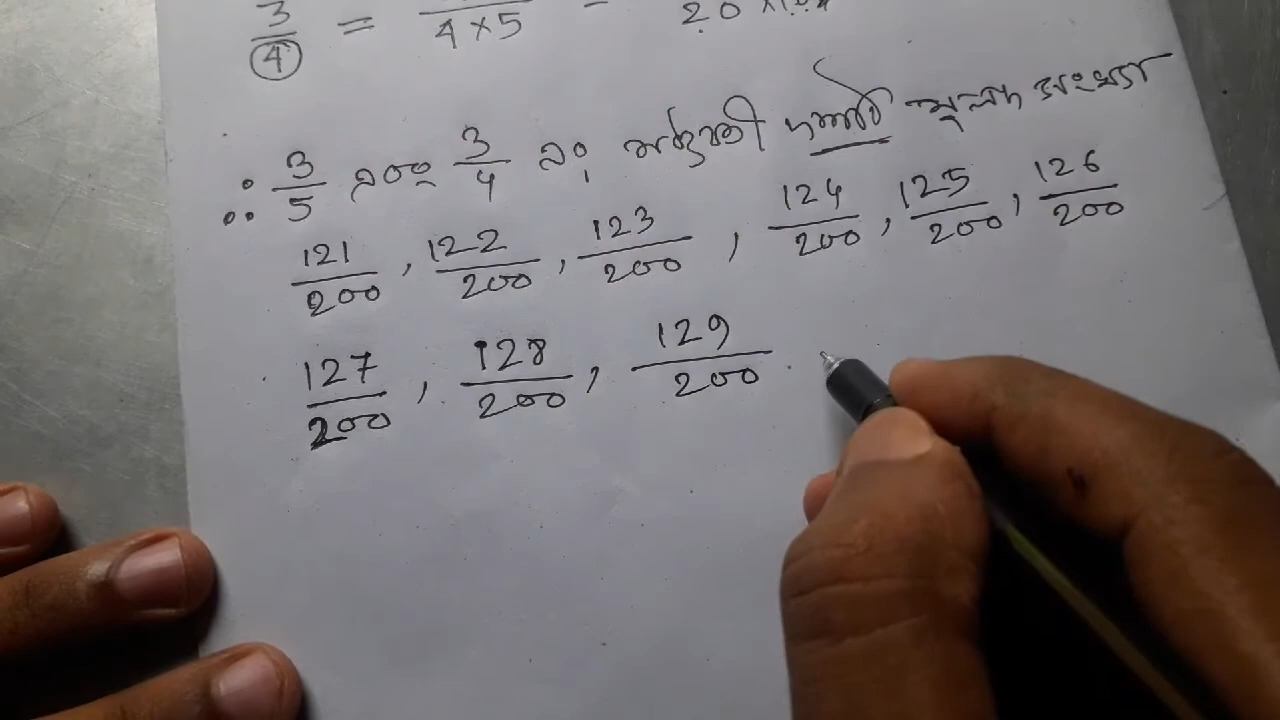 3/4 = 4×5 = 20
∴ 3/5 এবং 3/4 এর মধ্যবর্তী দশটি মূলদ সংখ্যা
121/200, 122/200, 123/200, 124/200, 125/200, 126/200
127/200, 128/200, 129/200